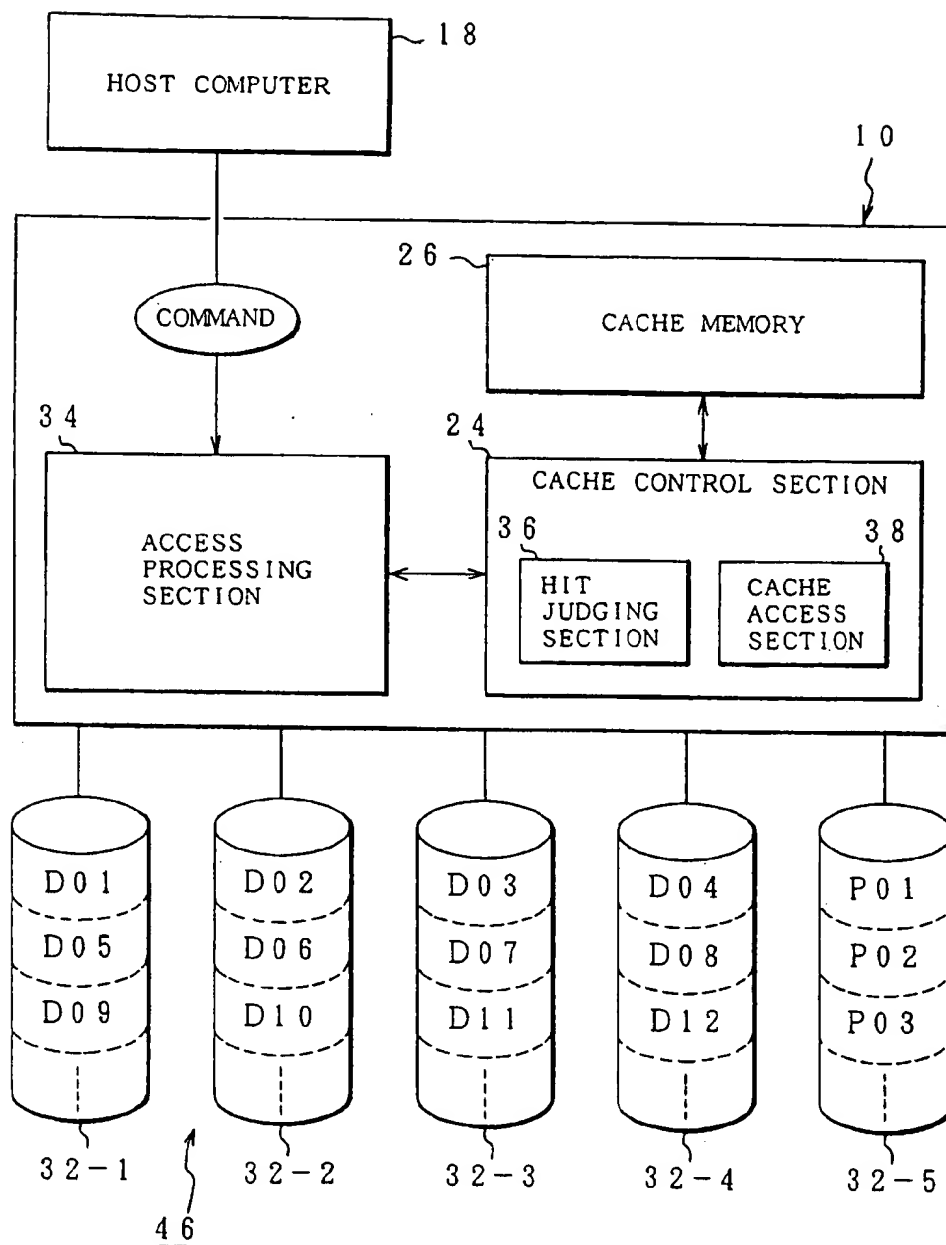 18
HOST COMPUTER
10
26
CACHE MEMORY
COMMAND
34
24
CACHE CONTROL SECTION
ACCESS
PROCESSING
SECTION
36
HIT
JUDGING
SECTION
38
CACHE
ACCESS
SECTION
D01 D02 D03 D04 P01
D05 D06 D07 D08 P02
D09 D10 D11 D12 P03
32-1 32-2 32-3 32-4 32-5
46